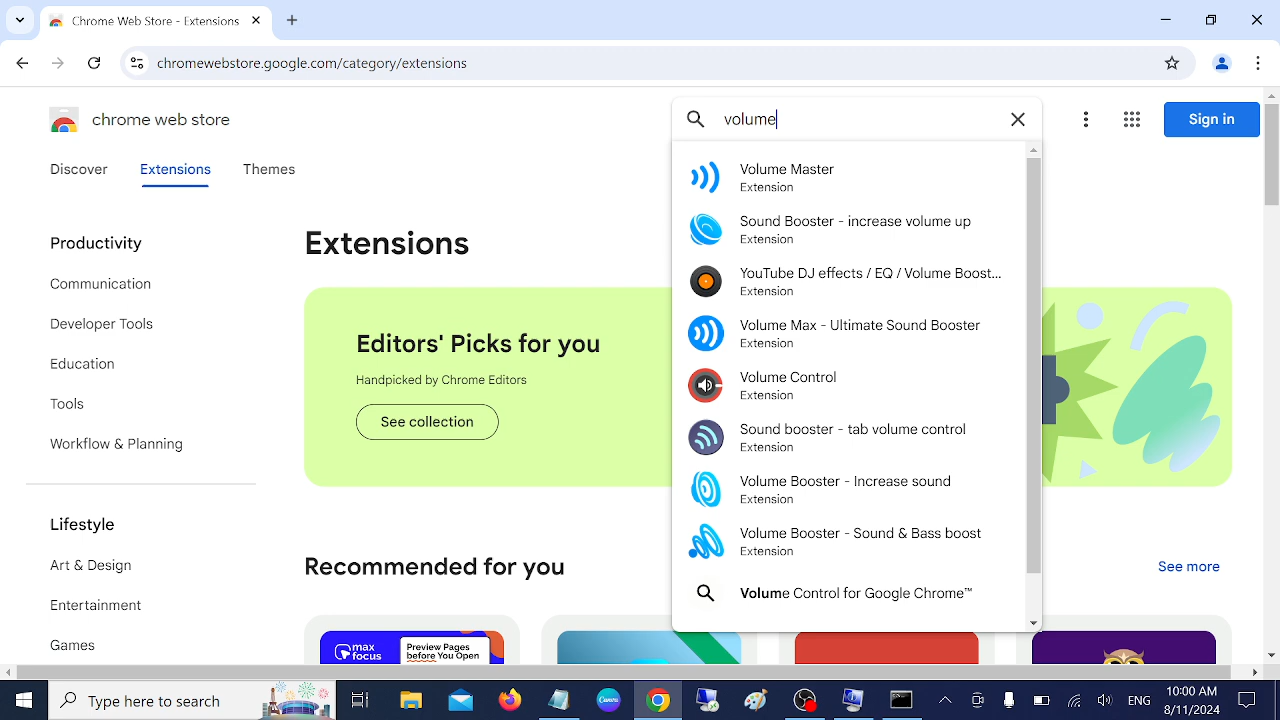 Chrome Web Store - Extensions
chromewebstore.google.com/category/extensions
chrome web store
volume
Sign in
Discover
Extensions
Themes
Volume Master
Extension
Sound Booster - increase volume up
Extension
YouTube DJ effects / EQ / Volume Boost...
Extension
Volume Max - Ultimate Sound Booster
Extension
Volume Control
Extension
Sound booster - tab volume control
Extension
Volume Booster - Increase sound
Extension
Volume Booster - Sound & Bass boost
Extension
Volume Control for Google Chrome™
Productivity
Communication
Developer Tools
Education
Tools
Workflow & Planning
Lifestyle
Art & Design
Entertainment
Games
Extensions
Editors' Picks for you
Handpicked by Chrome Editors
See collection
Recommended for you
See more
max
focus
Preview Pages
before You Open
Type here to search
Canva
ENG
10:00 AM
8/11/2024